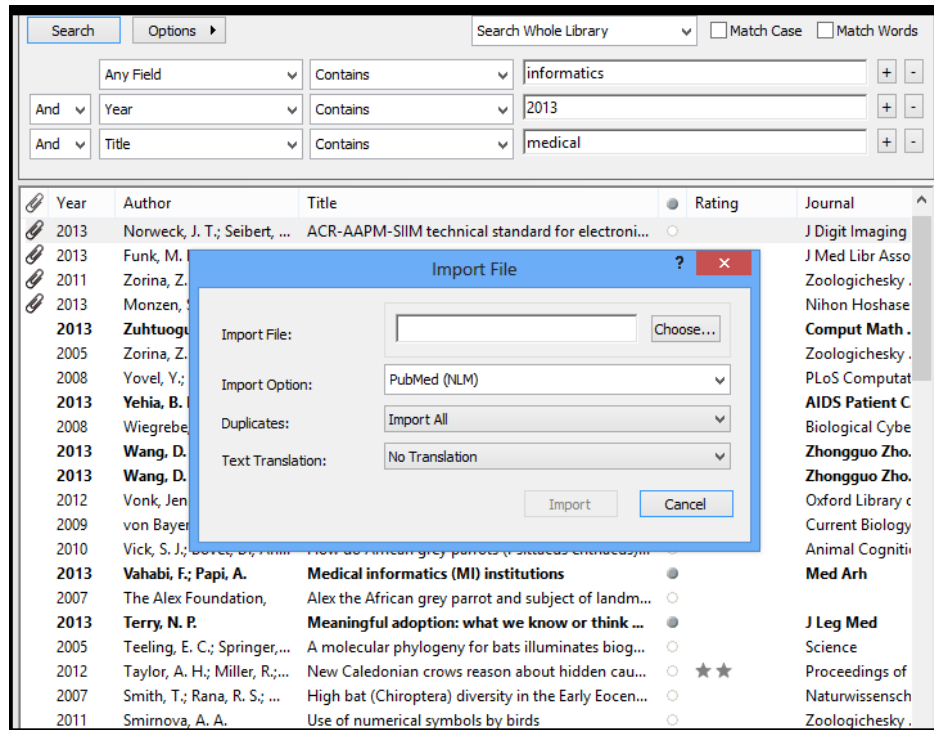 Search Options Search Whole Library Match Case Match Words
Any Field Contains informatics + -
And Year Contains 2013 + -
And Title Contains medical + -
Year Author Title Rating Journal
2013 Norweck, J. T.; Seibert, ... ACR-AAPM-SIIM technical standard for electroni... J Digit Imaging
2013 Funk, M. J Med Libr Asso
Import File ? ×
2011 Zorina, Z. Zoologichesky .
2013 Monzen, Nihon Hoshase
2013 Zuhtuogu Comput Math .
Import File: Choose...
2005 Zorina, Z. Zoologichesky .
2008 Yovel, Y.; PLoS Computat
Import Option: PubMed (NLM)
2013 Yehia, B. AIDS Patient C
2008 Wiegrebe Biological Cybe
Duplicates: Import All
2013 Wang, D. Zhongguo Zho.
Text Translation: No Translation
2013 Wang, D. Zhongguo Zho.
2012 Vonk, Jen Oxford Library c
Import Cancel
2009 von Bayer Current Biology
2010 Vick, S. J.; Animal Cogniti
2013 Vahabi, F.; Papi, A. Medical informatics (MI) institutions Med Arh
2007 The Alex Foundation, Alex the African grey parrot and subject of landm...
2013 Terry, N. P. Meaningful adoption: what we know or think ... J Leg Med
2005 Teeling, E. C.; Springer,... A molecular phylogeny for bats illuminates biog... Science
2012 Taylor, A. H.; Miller, R.;... New Caledonian crows reason about hidden cau... ★★ Proceedings of
2007 Smith, T.; Rana, R. S.; ... High bat (Chiroptera) diversity in the Early Eocen... Naturwissensch
2011 Smirnova, A. A. Use of numerical symbols by birds Zoologichesky .